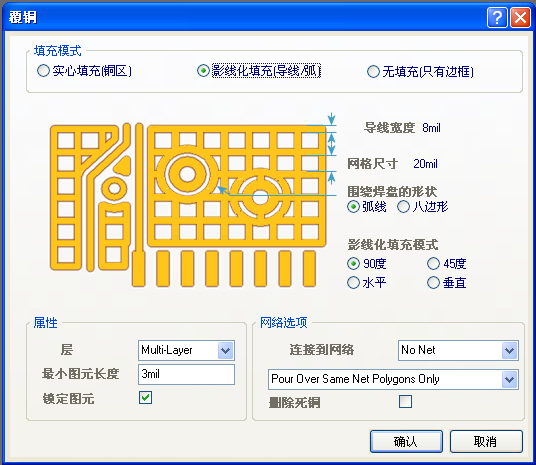 覆铜
填充模式
实心填充(铜区)
影线化填充(导线/弧)
无填充(只有边框)
导线宽度 8mil
网格尺寸 20mil
围绕焊盘的形状
弧线 八边形
影线化填充模式
90度 45度
水平 垂直
属性
层 Multi-Layer
最小图元长度 3mil
锁定图元
网络选项
连接到网络 No Net
Pour Over Same Net Polygons Only
删除死铜
确认 取消